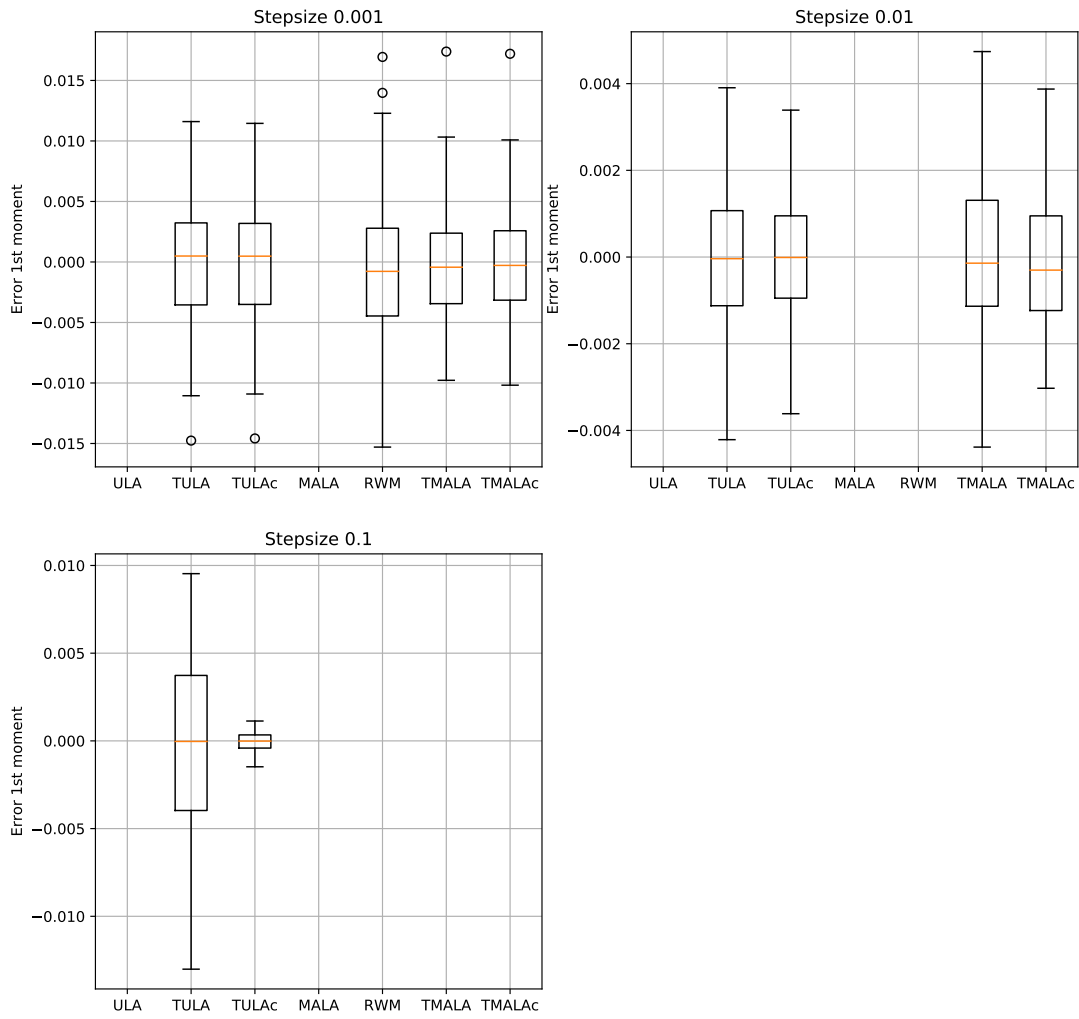 Stepsize 0.001
Error 1st moment
0.015
0.010
0.005
0.000
−0.005
−0.010
−0.015
ULA TULA TULAc MALA RWM TMALA TMALAc
Stepsize 0.01
Error 1st moment
0.004
0.002
0.000
−0.002
−0.004
ULA TULA TULAc MALA RWM TMALA TMALAc
Stepsize 0.1
Error 1st moment
0.010
0.005
0.000
−0.005
−0.010
ULA TULA TULAc MALA RWM TMALA TMALAc